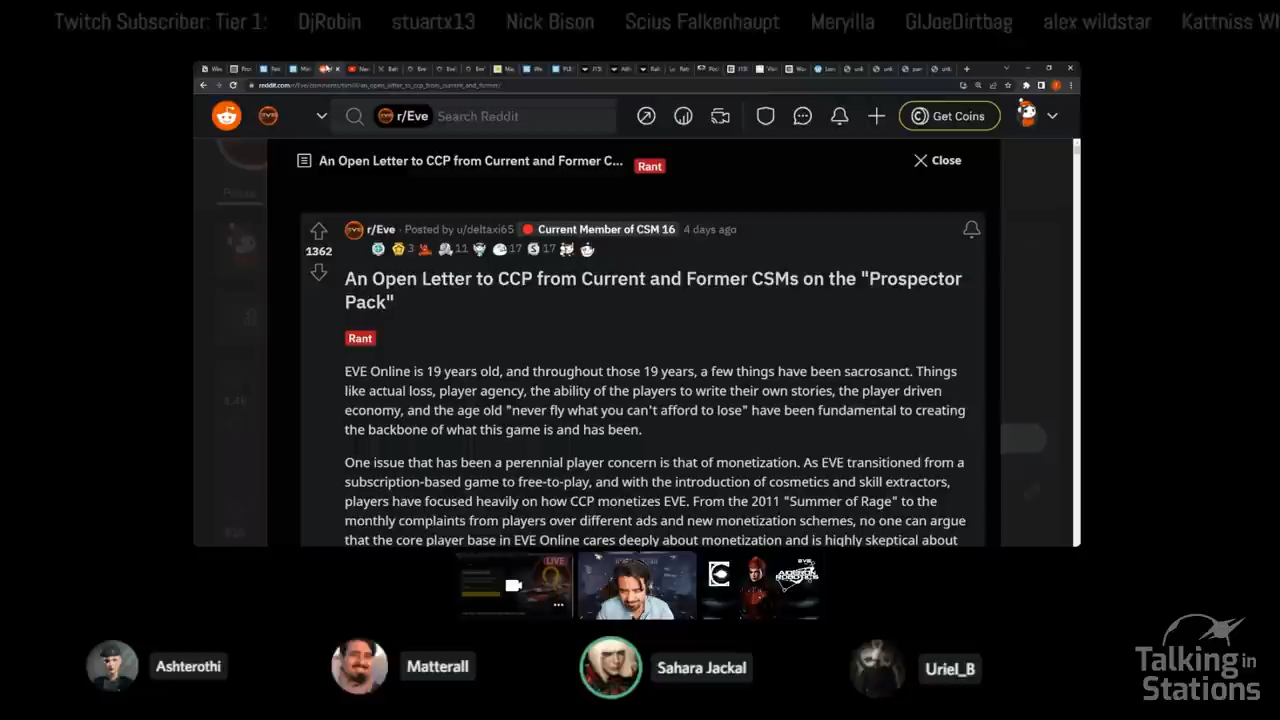 Twitch Subscriber: Tier 1: DjRobin stuartx13 Nick Bison Scius Falkenhaupt Meryilla GIJoeDirtbag alex wildstar Kattniss
r/Eve Search Reddit Get Coins
An Open Letter to CCP from Current and Former C... Rant Close
r/Eve · Posted by u/deltaxi65 Current Member of CSM 16 4 days ago
1362
3 11 17 17
An Open Letter to CCP from Current and Former CSMs on the "Prospector
Pack"
Rant
EVE Online is 19 years old, and throughout those 19 years, a few things have been sacrosanct. Things
like actual loss, player agency, the ability of the players to write their own stories, the player driven
economy, and the age old "never fly what you can't afford to lose" have been fundamental to creating
the backbone of what this game is and has been.
One issue that has been a perennial player concern is that of monetization. As EVE transitioned from a
subscription-based game to free-to-play, and with the introduction of cosmetics and skill extractors,
players have focused heavily on how CCP monetizes EVE. From the 2011 "Summer of Rage" to the
monthly complaints from players over different ads and new monetization schemes, no one can argue
that the core player base in EVE Online cares deeply about monetization and is highly skeptical about
LIVE
Ashterothi
Matterall
Sahara Jackal
Uriel_B
Talking in
Stations